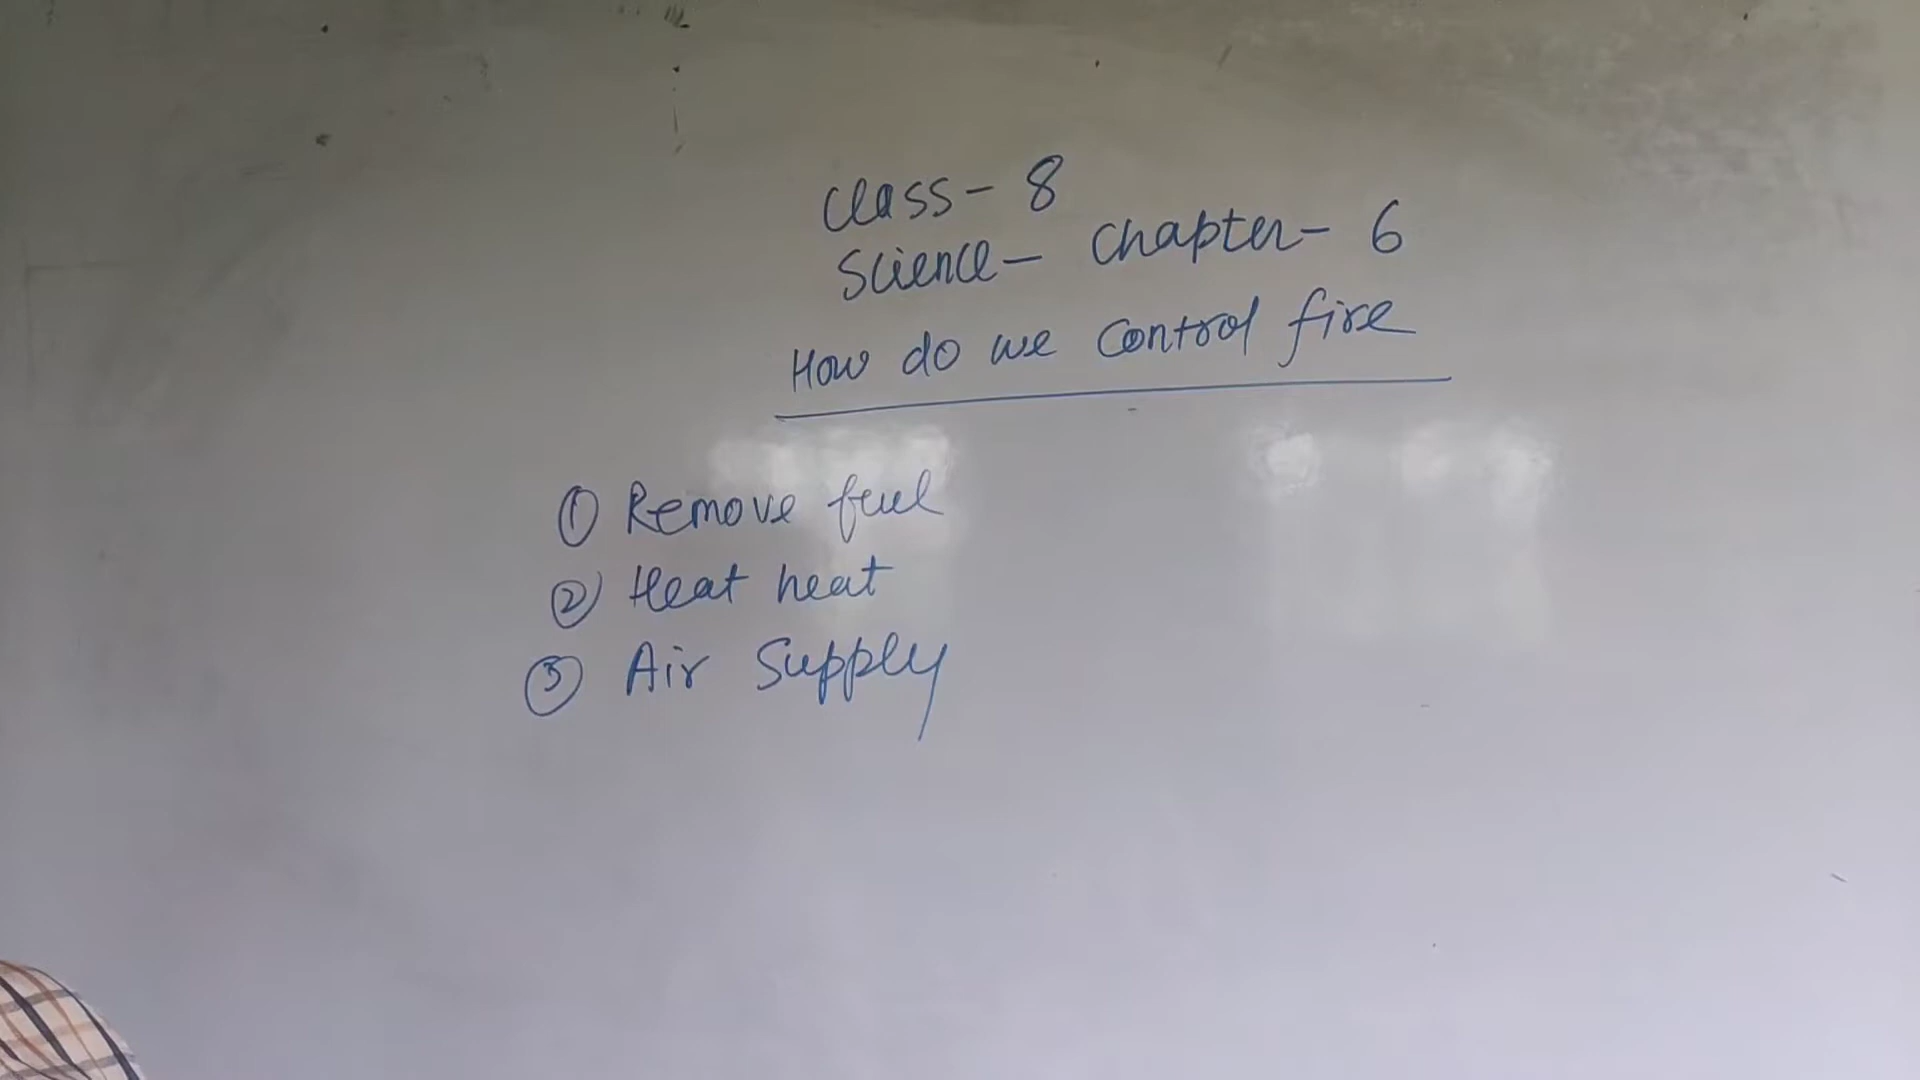 Class - 8
Science - Chapter - 6
How do we control fire
① Remove fuel
② Heat heat
③ Air Supply